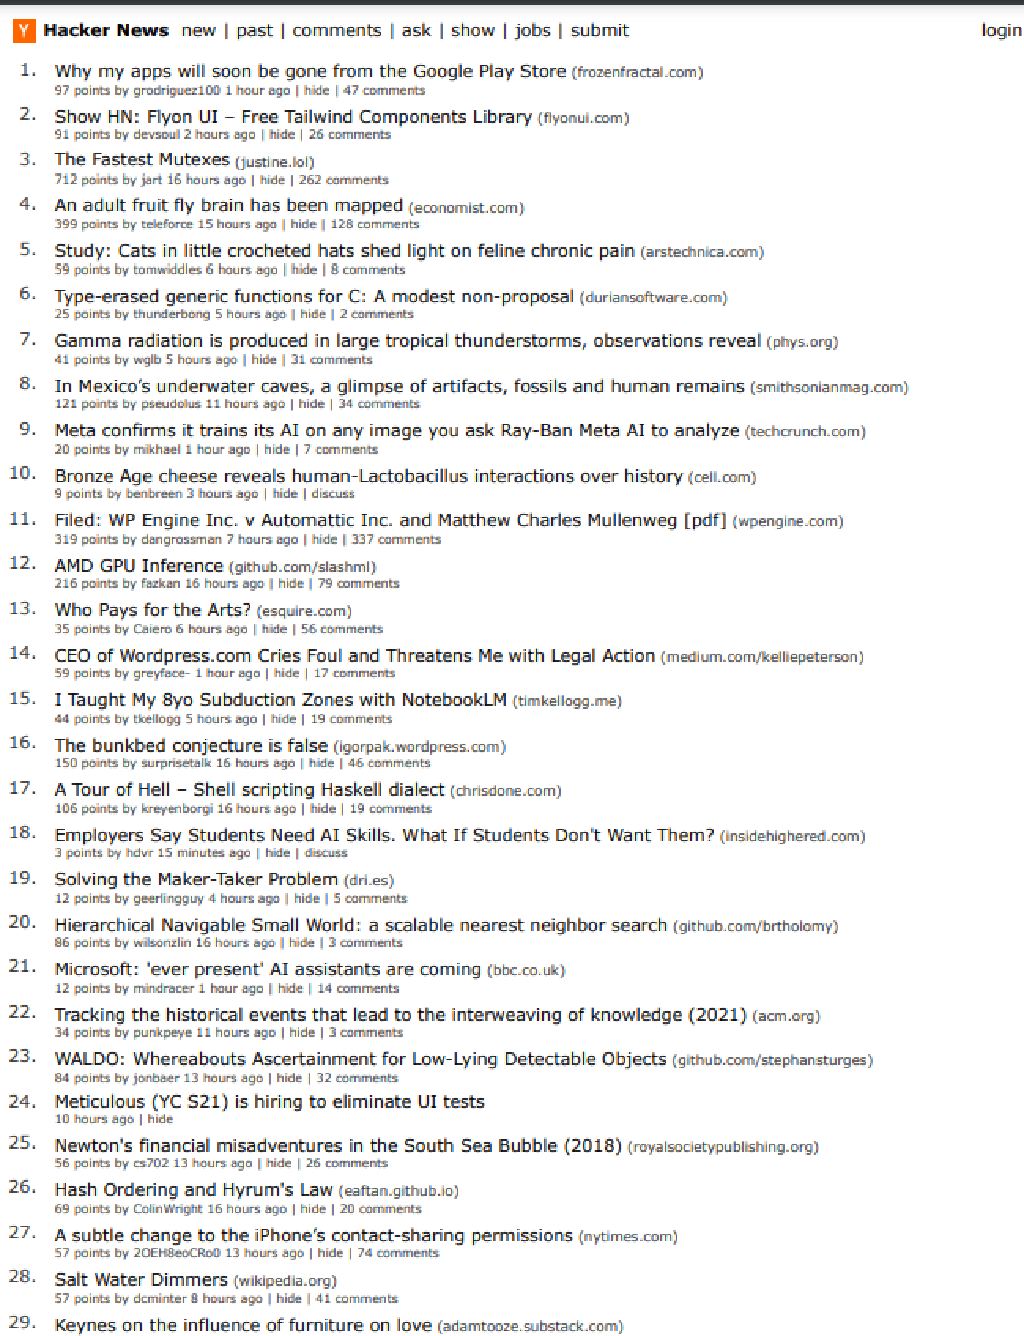 Y Hacker News new | past | comments | ask | show | jobs | submit login
1. Why my apps will soon be gone from the Google Play Store (frozenfractal.com)
97 points by grodriguez100 1 hour ago | hide | 47 comments
2. Show HN: Flyon UI – Free Tailwind Components Library (flyonui.com)
91 points by devsoul 2 hours ago | hide | 26 comments
3. The Fastest Mutexes (justine.lol)
712 points by jart 16 hours ago | hide | 262 comments
4. An adult fruit fly brain has been mapped (economist.com)
399 points by teleforce 15 hours ago | hide | 128 comments
5. Study: Cats in little crocheted hats shed light on feline chronic pain (arstechnica.com)
59 points by tomwiddles 6 hours ago | hide | 8 comments
6. Type-erased generic functions for C: A modest non-proposal (duriansoftware.com)
25 points by thunderbong 5 hours ago | hide | 2 comments
7. Gamma radiation is produced in large tropical thunderstorms, observations reveal (phys.org)
41 points by wglb 5 hours ago | hide | 31 comments
8. In Mexico’s underwater caves, a glimpse of artifacts, fossils and human remains (smithsonianmag.com)
121 points by pseudolus 11 hours ago | hide | 34 comments
9. Meta confirms it trains its AI on any image you ask Ray-Ban Meta AI to analyze (techcrunch.com)
20 points by mikhael 1 hour ago | hide | 7 comments
10. Bronze Age cheese reveals human-Lactobacillus interactions over history (cell.com)
9 points by benbreen 3 hours ago | hide | discuss
11. Filed: WP Engine Inc. v Automattic Inc. and Matthew Charles Mullenweg [pdf] (wpengine.com)
319 points by dangrossman 7 hours ago | hide | 337 comments
12. AMD GPU Inference (github.com/slashml)
216 points by fazkan 16 hours ago | hide | 79 comments
13. Who Pays for the Arts? (esquire.com)
35 points by Caiero 6 hours ago | hide | 56 comments
14. CEO of Wordpress.com Cries Foul and Threatens Me with Legal Action (medium.com/kelliepeterson)
59 points by greyface- 1 hour ago | hide | 17 comments
15. I Taught My 8yo Subduction Zones with NotebookLM (timkellogg.me)
44 points by tkellogg 5 hours ago | hide | 19 comments
16. The bunkbed conjecture is false (igorpak.wordpress.com)
150 points by surprisetalk 16 hours ago | hide | 46 comments
17. A Tour of Hell – Shell scripting Haskell dialect (chrisdone.com)
106 points by kreyenborgi 16 hours ago | hide | 19 comments
18. Employers Say Students Need AI Skills. What If Students Don't Want Them? (insidehighered.com)
3 points by hdvr 15 minutes ago | hide | discuss
19. Solving the Maker-Taker Problem (dri.es)
12 points by geerlingguy 4 hours ago | hide | 5 comments
20. Hierarchical Navigable Small World: a scalable nearest neighbor search (github.com/brtholomy)
86 points by wilsonzlin 16 hours ago | hide | 3 comments
21. Microsoft: 'ever present' AI assistants are coming (bbc.co.uk)
12 points by mindracer 1 hour ago | hide | 14 comments
22. Tracking the historical events that lead to the interweaving of knowledge (2021) (acm.org)
34 points by punkpeye 11 hours ago | hide | 3 comments
23. WALDO: Whereabouts Ascertainment for Low-Lying Detectable Objects (github.com/stephansturges)
84 points by jonbaer 13 hours ago | hide | 32 comments
24. Meticulous (YC S21) is hiring to eliminate UI tests
10 hours ago | hide
25. Newton's financial misadventures in the South Sea Bubble (2018) (royalsocietypublishing.org)
56 points by cs702 13 hours ago | hide | 26 comments
26. Hash Ordering and Hyrum's Law (eaftan.github.io)
69 points by ColinWright 16 hours ago | hide | 20 comments
27. A subtle change to the iPhone’s contact-sharing permissions (nytimes.com)
57 points by 2OEH8eoCRo0 13 hours ago | hide | 74 comments
28. Salt Water Dimmers (wikipedia.org)
57 points by dcminter 8 hours ago | hide | 41 comments
29. Keynes on the influence of furniture on love (adamtooze.substack.com)